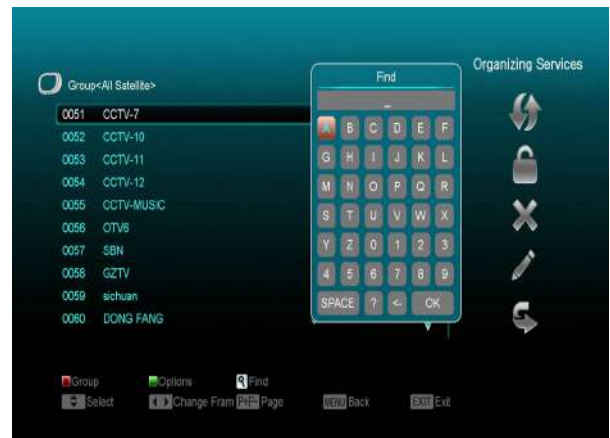 Organizing Services
Find
Group<All Satellite>
_
0051 CCTV-7
0052 CCTV-10
0053 CCTV-11
0054 CCTV-12
0055 CCTV-MUSIC
0056 OTV6
0057 SBN
0058 GZTV
0059 sichuan
0060 DONG FANG
A B C D E F
G H I J K L
M N O P Q R
S T U V W X
Y Z 0 1 2 3
4 5 6 7 8 9
SPACE ? <- OK
Group Options Find
Select Change Fram P+/P- Page MENU Back EXIT Exit